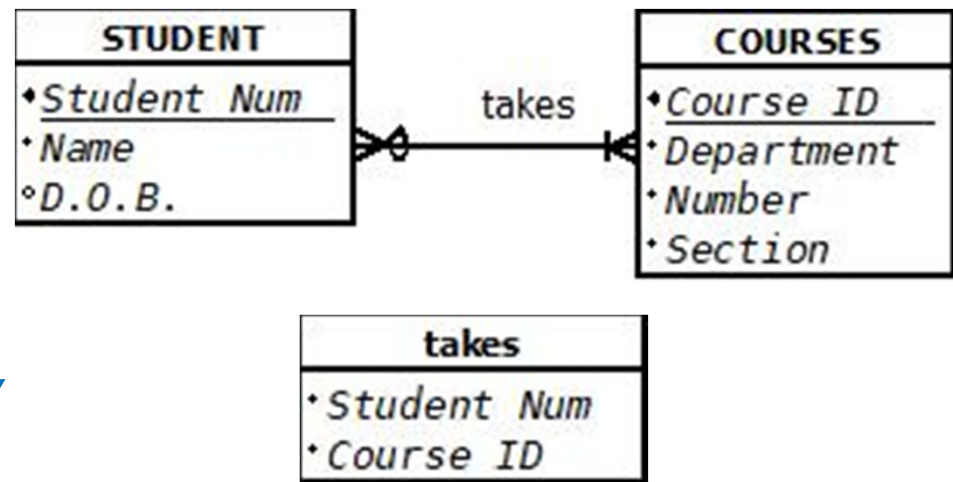 STUDENT
Student Num
Name
D.O.B.
takes
COURSES
Course ID
Department
Number
Section
takes
Student Num
Course ID